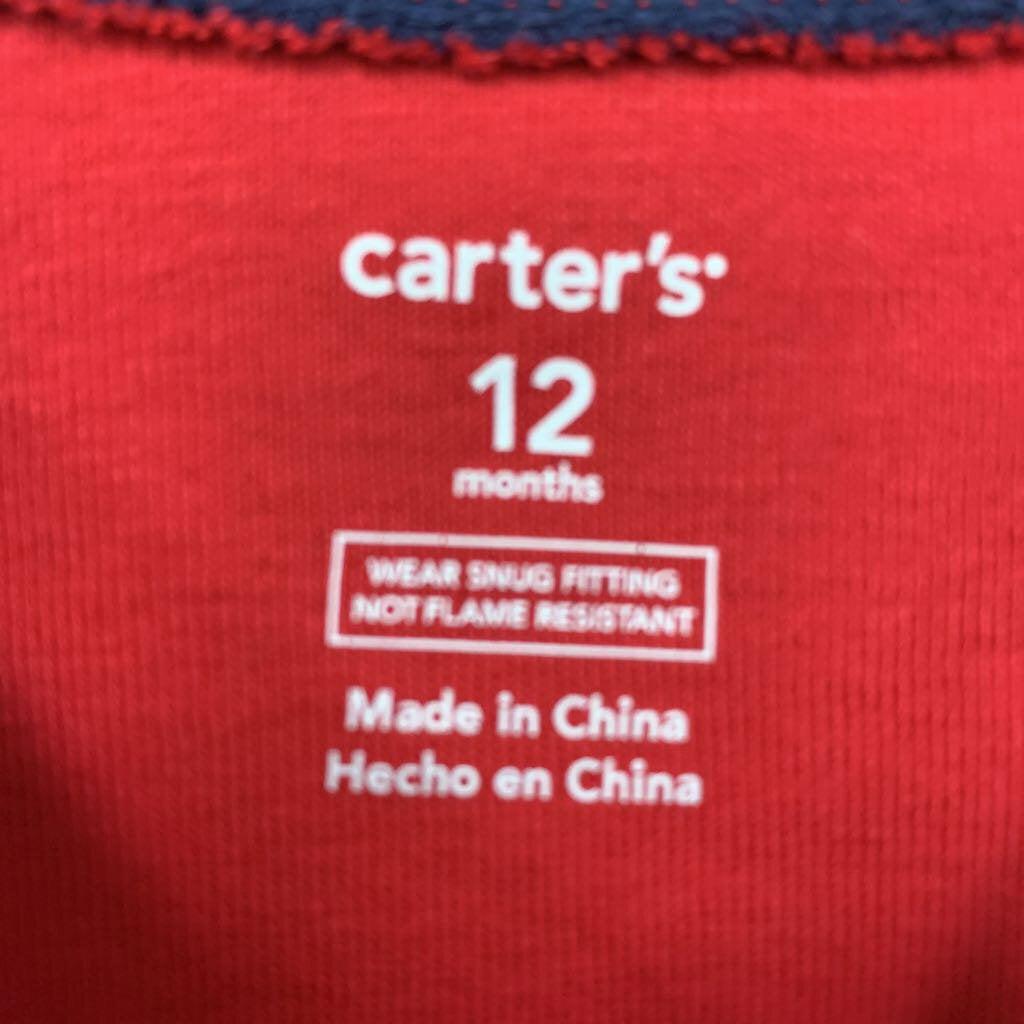 carter's
12
months
WEAR SNUG FITTING
NOT FLAME RESISTANT
Made in China
Hecho en China